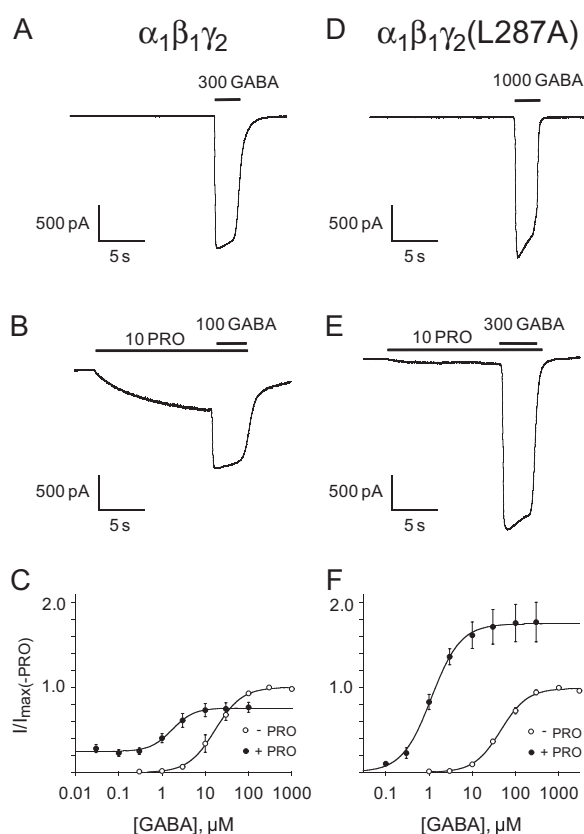 A
α₁β₁γ₂
300 GABA
500 pA
5 s
D
α₁β₁γ₂(L287A)
1000 GABA
500 pA
5 s
B
10 PRO
100 GABA
500 pA
5 s
E
10 PRO
300 GABA
500 pA
5 s
C
I/Imax(-PRO)
2.0
1.0
- PRO
+ PRO
0.01
0.1
1
10
100
1000
[GABA], µM
F
2.0
1.0
- PRO
+ PRO
0.1
1
10
100
1000
[GABA], µM